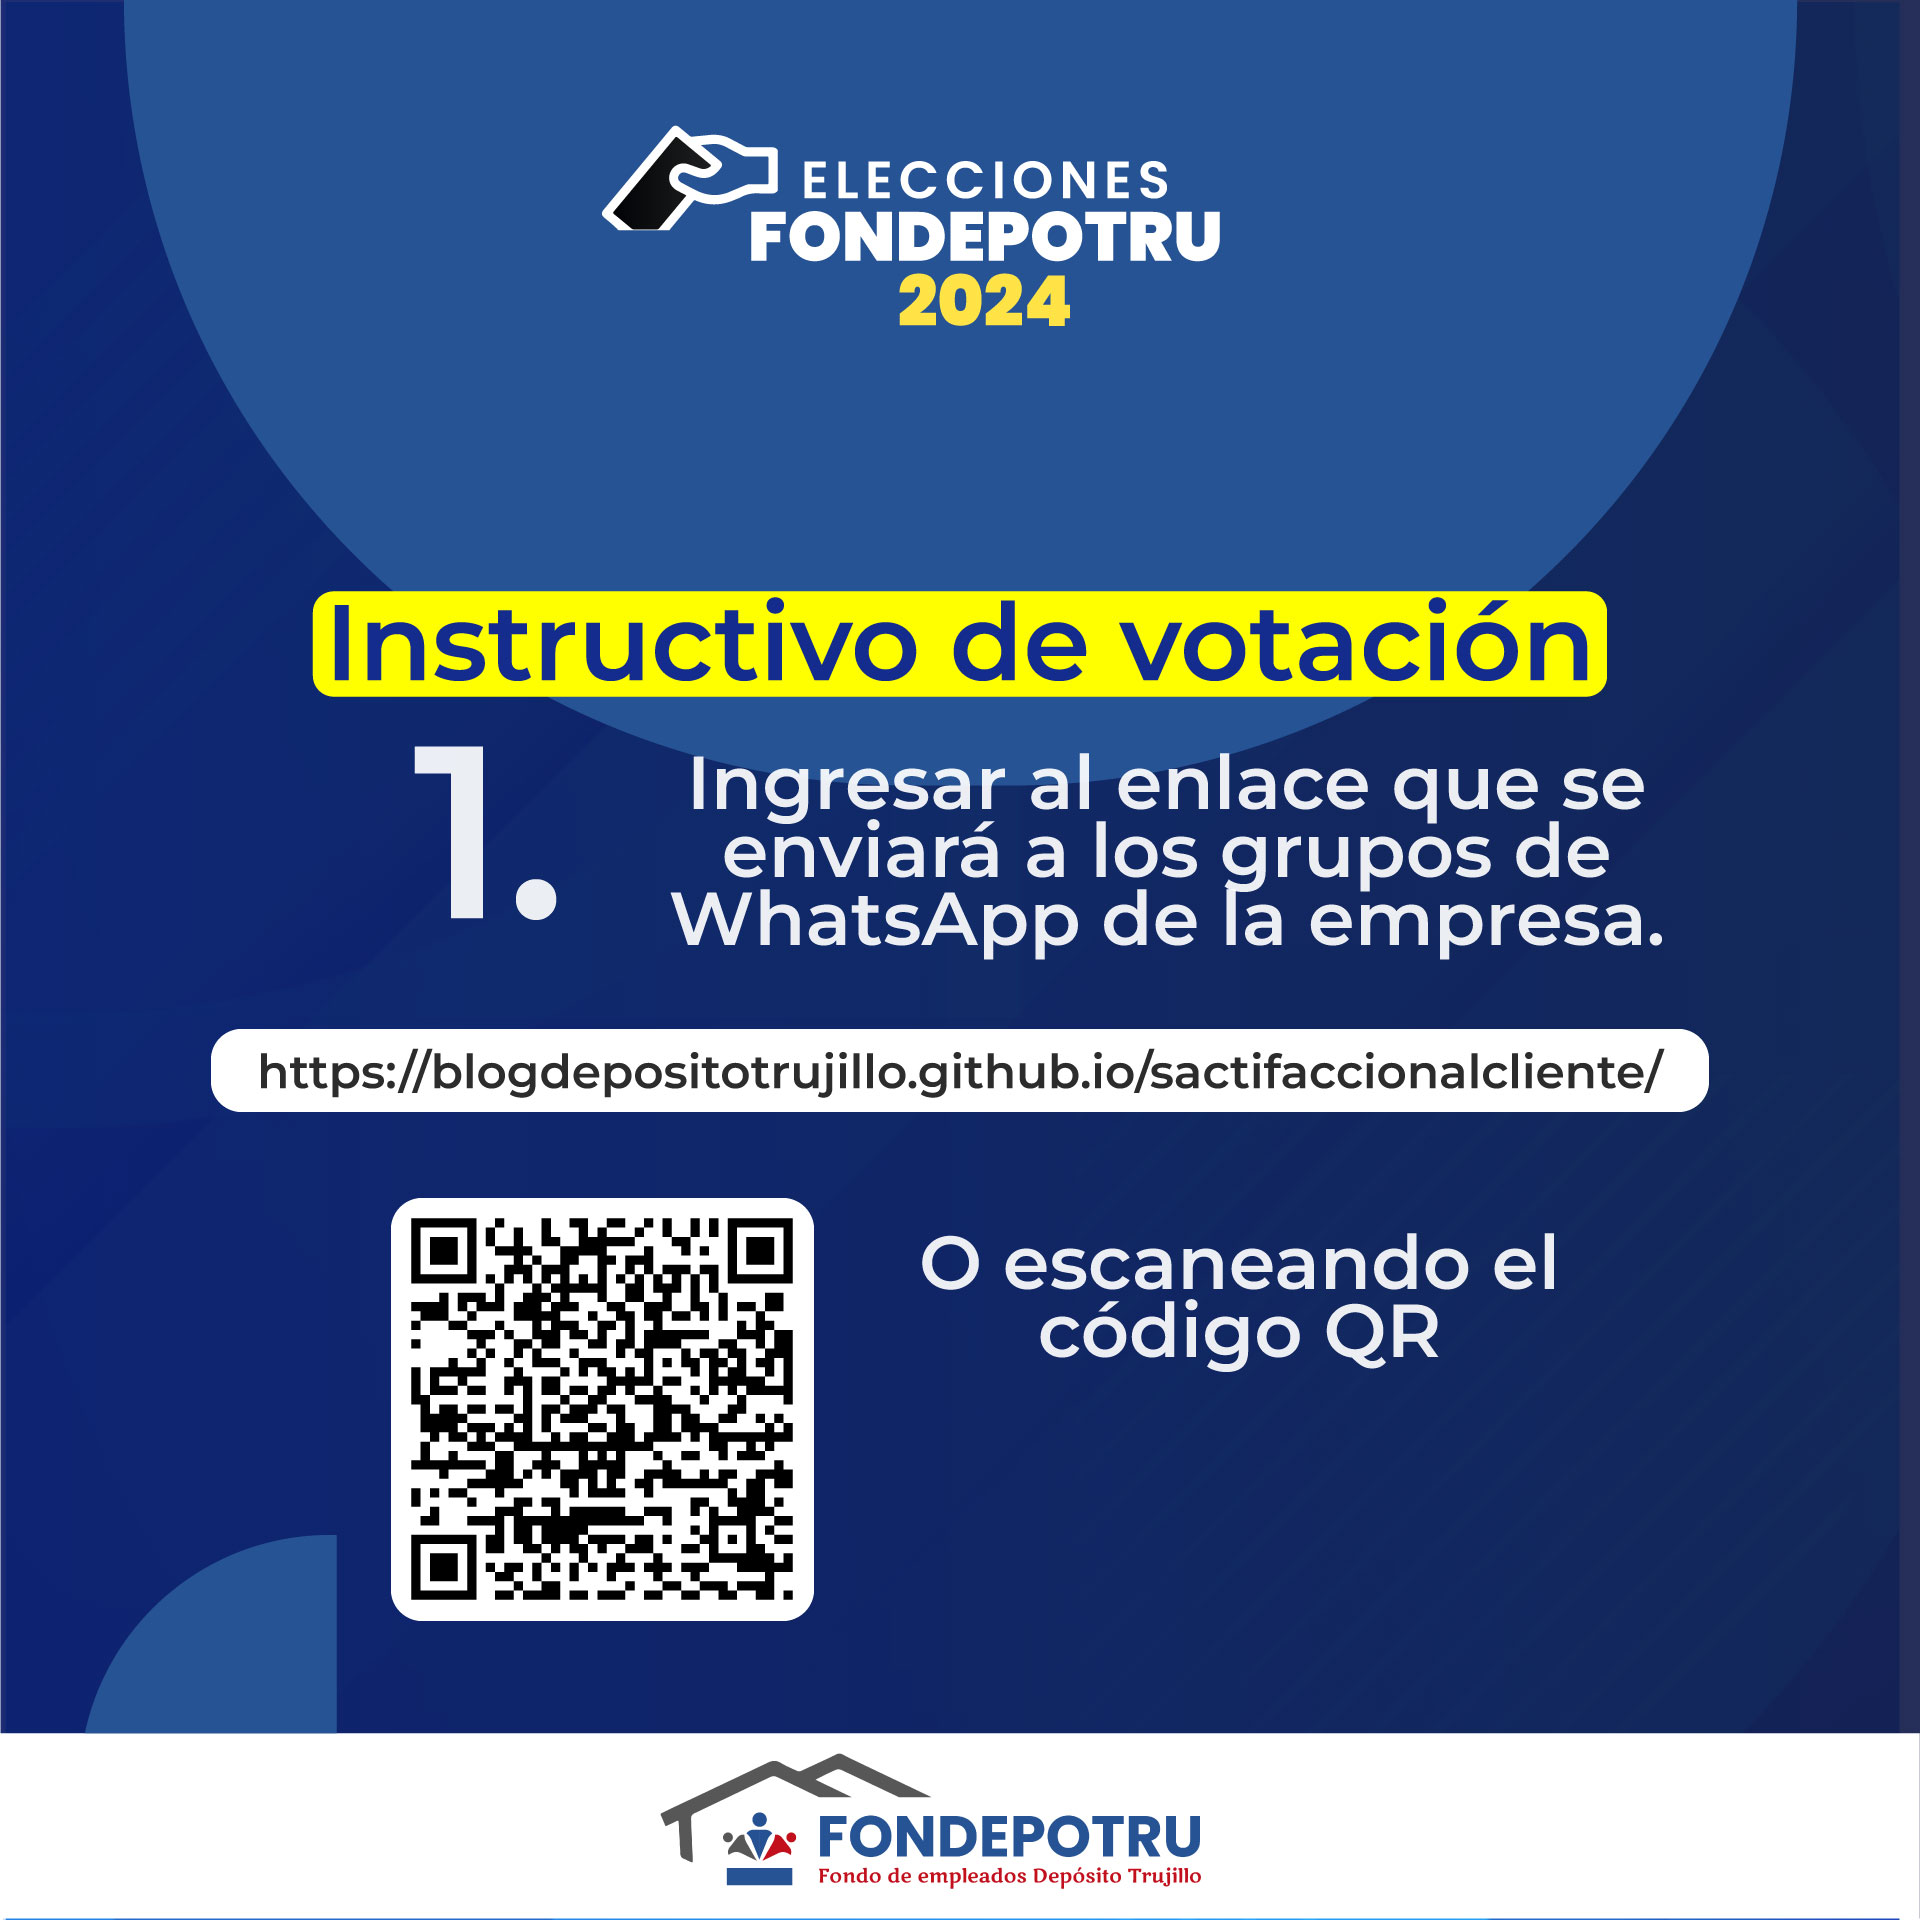 ELECCIONES
FONDEPOTRU
2024
Instructivo de votación
1.
Ingresar al enlace que se
enviará a los grupos de
WhatsApp de la empresa.
https://blogdepositotrujillo.github.io/sactifaccionalcliente/
O escaneando el
código QR
FONDEPOTRU
Fondo de empleados Depósito Trujillo